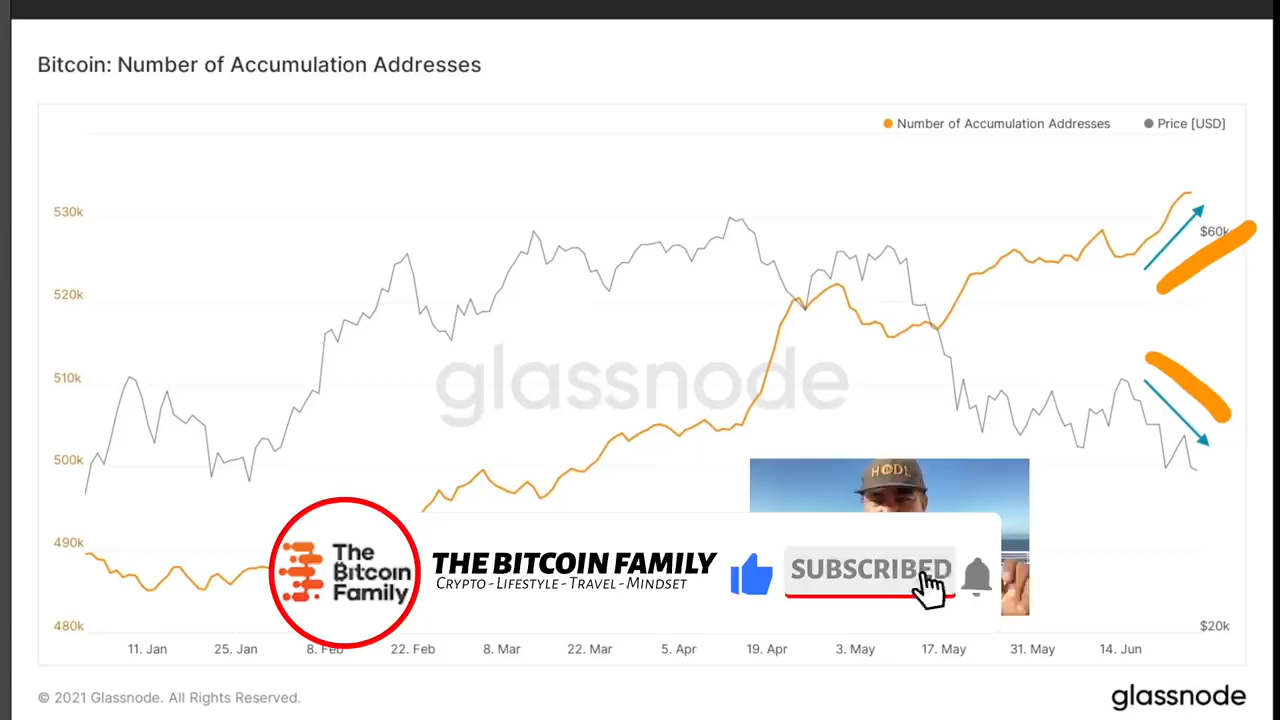 Bitcoin: Number of Accumulation Addresses
Number of Accumulation Addresses
Price [USD]
530k
$60k
520k
glassnode
510k
500k
HODL
The
Bitcoin
Family
THE BITCOIN FAMILY
CRYPTO - LIFESTYLE - TRAVEL - MINDSET
SUBSCRIBED
490k
480k
$20k
11. Jan
25. Jan
8. Feb
22. Feb
8. Mar
22. Mar
5. Apr
19. Apr
3. May
17. May
31. May
14. Jun
© 2021 Glassnode. All Rights Reserved.
glassnode